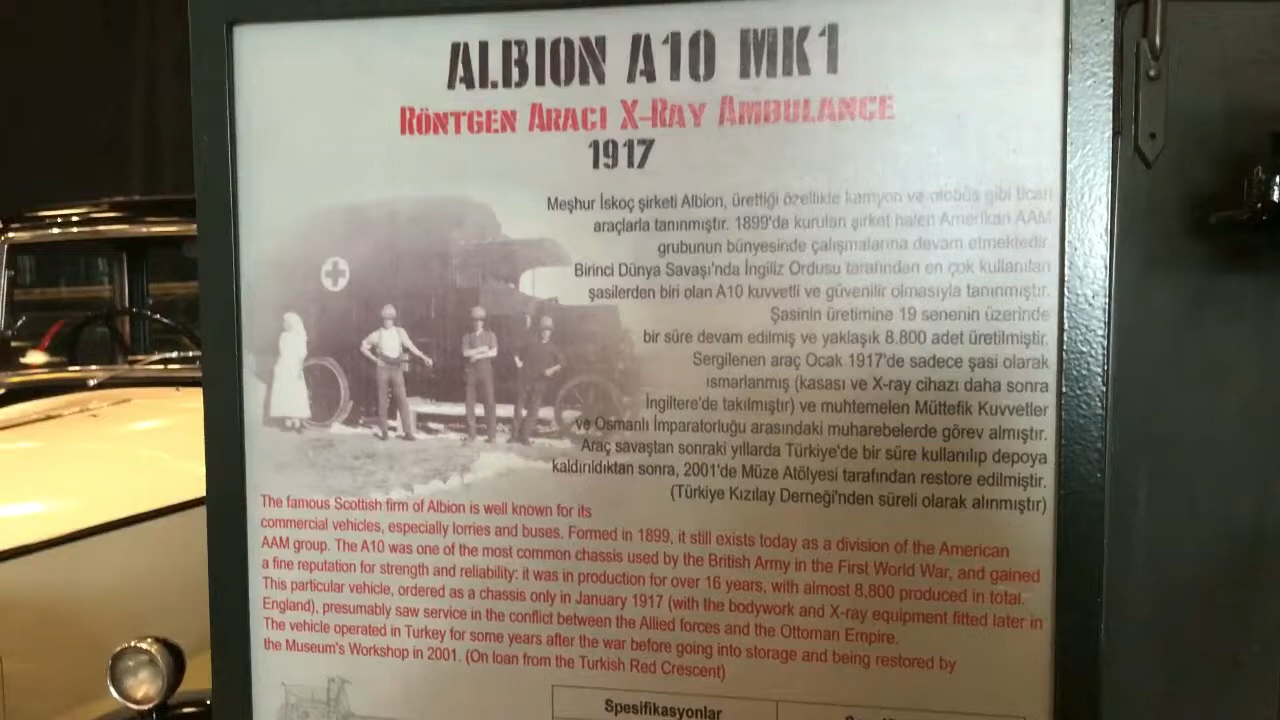 ALBION A10 MK1
RÖNTGEN ARACI X-RAY AMBULANCE
1917
Meşhur İskoç şirketi Albion, ürettiği özellikle kamyon ve otobüs gibi ticari
araçlarla tanınmıştır. 1899'da kurulan şirket halen Amerikan AAM
grubunun bünyesinde çalışmalarına devam etmektedir.
Birinci Dünya Savaşı'nda İngiliz Ordusu tarafından en çok kullanılan
şasilerden biri olan A10 kuvvetli ve güvenilir olmasıyla tanınmıştır.
Şasinin üretimine 19 senenin üzerinde
bir süre devam edilmiş ve yaklaşık 8.800 adet üretilmiştir.
Sergilenen araç Ocak 1917'de sadece şasi olarak
ısmarlanmış (kasası ve X-ray cihazı daha sonra
İngiltere'de takılmıştır) ve muhtemelen Müttefik Kuvvetler
ve Osmanlı İmparatorluğu arasındaki muharebelerde görev almıştır.
Araç savaştan sonraki yıllarda Türkiye'de bir süre kullanılıp depoya
kaldırıldıktan sonra, 2001'de Müze Atölyesi tarafından restore edilmiştir.
(Türkiye Kızılay Derneği'nden süreli olarak alınmıştır)
The famous Scottish firm of Albion is well known for its
commercial vehicles, especially lorries and buses. Formed in 1899, it still exists today as a division of the American
AAM group. The A10 was one of the most common chassis used by the British Army in the First World War, and gained
a fine reputation for strength and reliability: it was in production for over 16 years, with almost 8,800 produced in total.
This particular vehicle, ordered as a chassis only in January 1917 (with the bodywork and X-ray equipment fitted later in
England), presumably saw service in the conflict between the Allied forces and the Ottoman Empire.
The vehicle operated in Turkey for some years after the war before going into storage and being restored by
the Museum's Workshop in 2001. (On loan from the Turkish Red Crescent)
Spesifikasyonlar